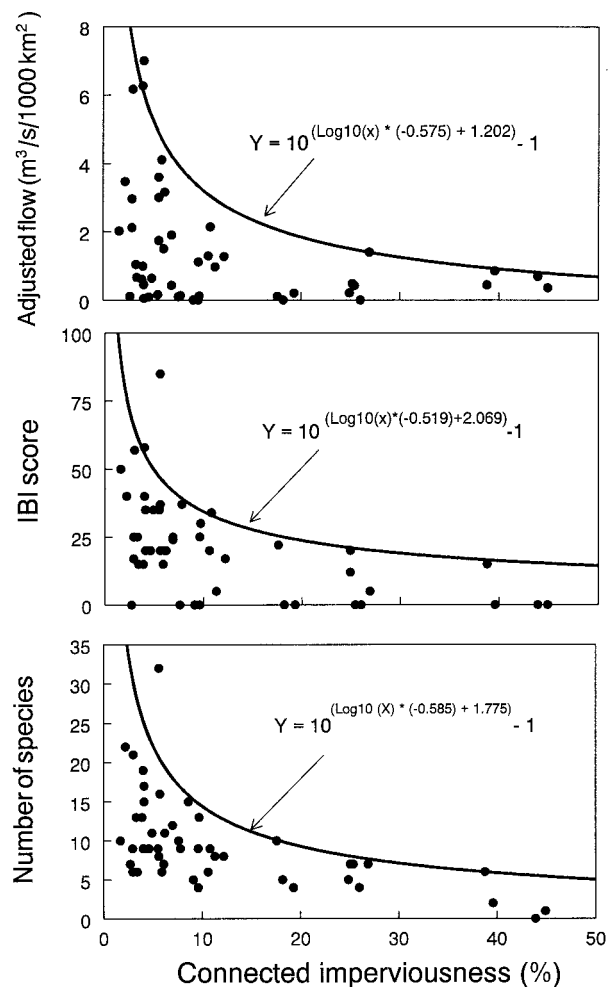 Adjusted flow (m³/s/1000 km²)
8
6
4
2
0
Y = 10^(Log10(x) * (-0.575) + 1.202) - 1
IBI score
100
75
50
25
0
Y = 10^(Log10(x)*(-0.519)+2.069) -1
Number of species
35
30
25
20
15
10
5
0
Y = 10^(Log10 (X) * (-0.585) + 1.775) - 1
0 10 20 30 40 50
Connected imperviousness (%)